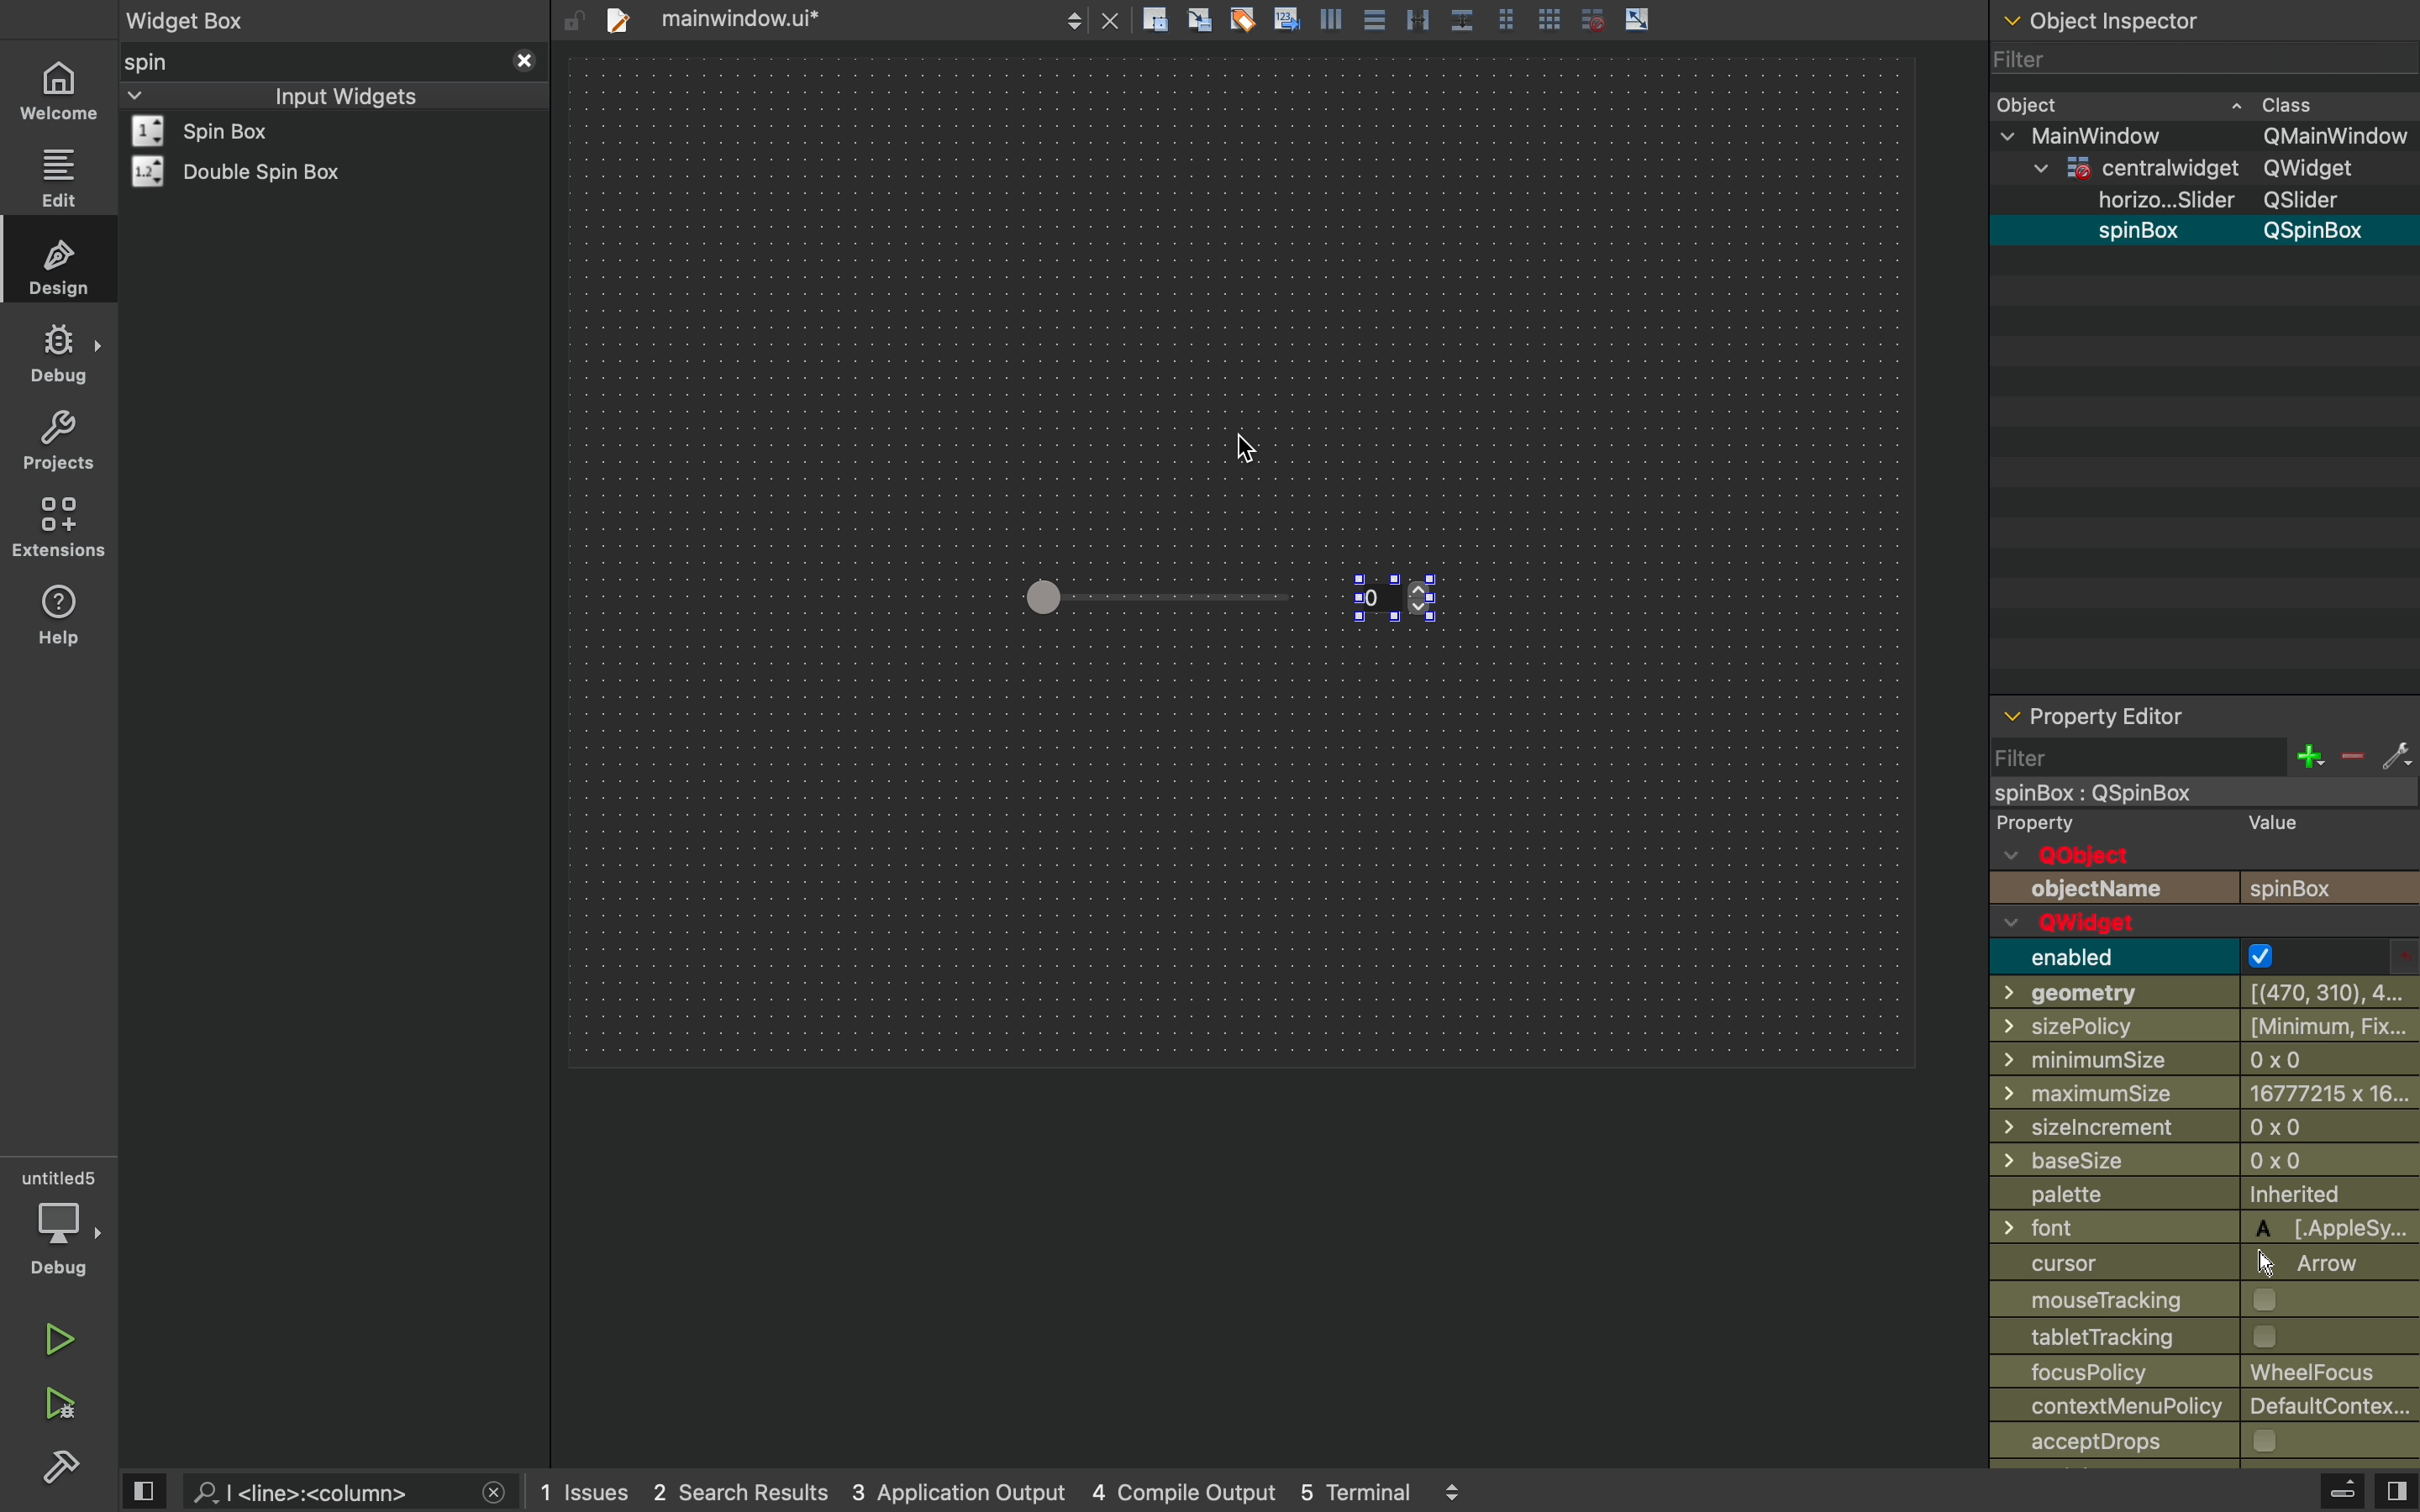 Widget Box
spin
Input Widgets
1 Spin Box
1.2 Double Spin Box
Welcome
Edit
Design
Debug
Projects
Extensions
Help
untitled5
Debug
mainwindow.ui*
123
0
Object Inspector
Filter
Object Class
MainWindow QMainWindow
centralwidget QWidget
horizo...Slider QSlider
spinBox QSpinBox
Property Editor
Filter
spinBox : QSpinBox
Property Value
QObject
objectName spinBox
QWidget
enabled
geometry [(470, 310), 4...
sizePolicy [Minimum, Fix...
minimumSize 0 x 0
maximumSize 16777215 x 16...
sizeIncrement 0 x 0
baseSize 0 x 0
palette Inherited
font A [.AppleSy...
cursor Arrow
mouseTracking
tabletTracking
focusPolicy WheelFocus
contextMenuPolicy DefaultContex...
acceptDrops
l <line>:<column>
1 Issues 2 Search Results 3 Application Output 4 Compile Output 5 Terminal